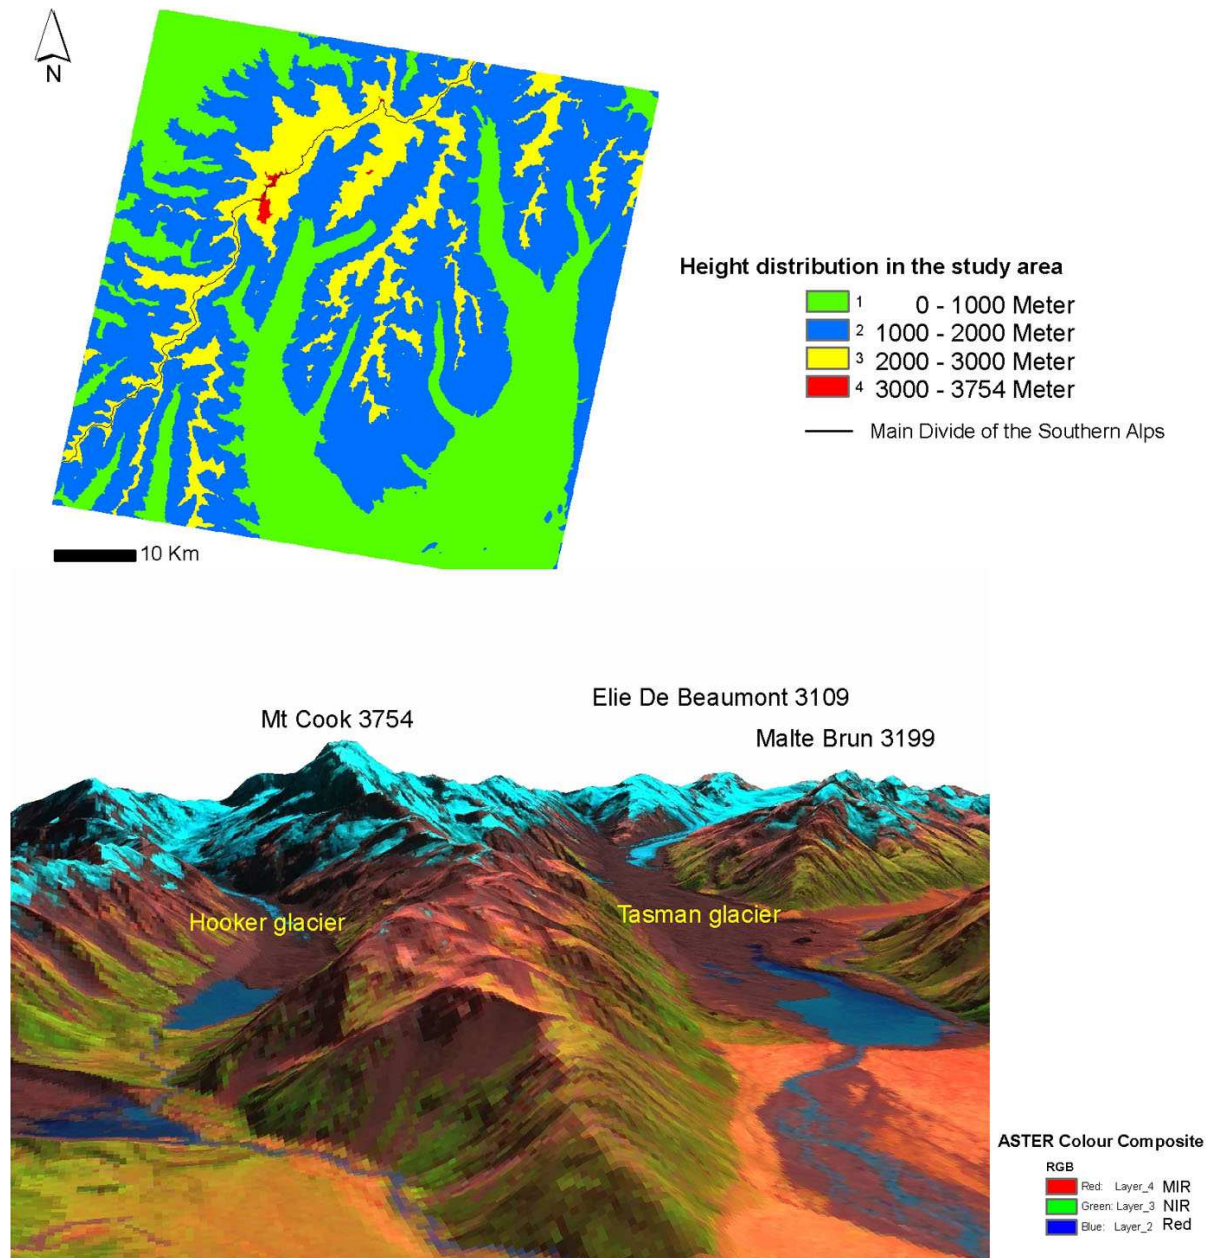 N
Height distribution in the study area
1 0 - 1000 Meter
2 1000 - 2000 Meter
3 2000 - 3000 Meter
4 3000 - 3754 Meter
Main Divide of the Southern Alps
10 Km
Elie De Beaumont 3109
Mt Cook 3754
Malte Brun 3199
Hooker glacier
Tasman glacier
ASTER Colour Composite
RGB
Red: Layer_4 MIR
Green: Layer_3 NIR
Blue: Layer_2 Red